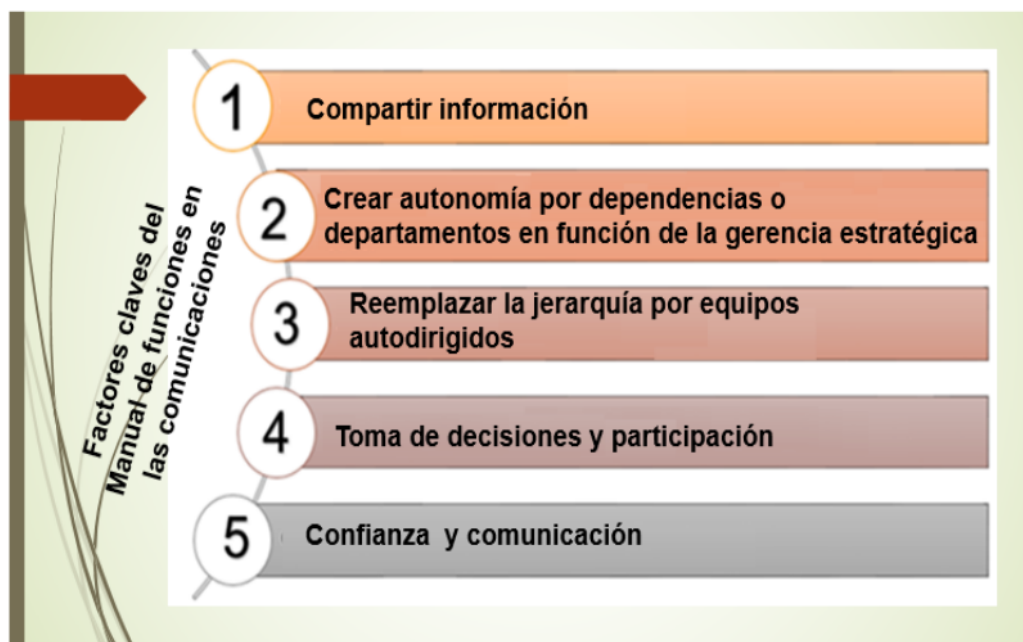 Factores claves del
Manual de funciones en
las comunicaciones
1
Compartir información
2
Crear autonomía por dependencias o
departamentos en función de la gerencia estratégica
3
Reemplazar la jerarquía por equipos
autodirigidos
4
Toma de decisiones y participación
5
Confianza y comunicación